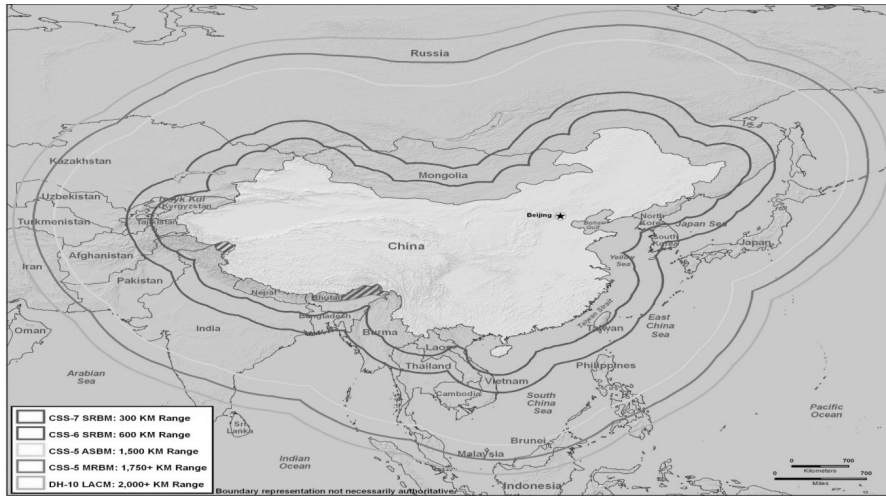 Russia
Kazakhstan
Mongolia
Uzbekistan
Issyk Kul
Kyrgyzstan
Turkmenistan
Tajikistan
Beijing
North
Korea
Japan Sea
South
Korea
Japan
China
Yellow
Sea
Afghanistan
Iran
Pakistan
Nepal
Bhutan
Bangladesh
India
Burma
Laos
Taiwan Strait
Taiwan
East
China
Sea
Oman
Arabian
Sea
Thailand
Vietnam
Cambodia
Philippines
South
China
Sea
Pacific
Ocean
Sri
Lanka
Indian
Ocean
Brunei
Malaysia
Indonesia
CSS-7 SRBM: 300 KM Range
CSS-6 SRBM: 600 KM Range
CSS-5 ASBM: 1,500 KM Range
CSS-5 MRBM: 1,750+ KM Range
DH-10 LACM: 2,000+ KM Range
Boundary representation not necessarily authoritative
0 700
Kilometers
0 700
Miles